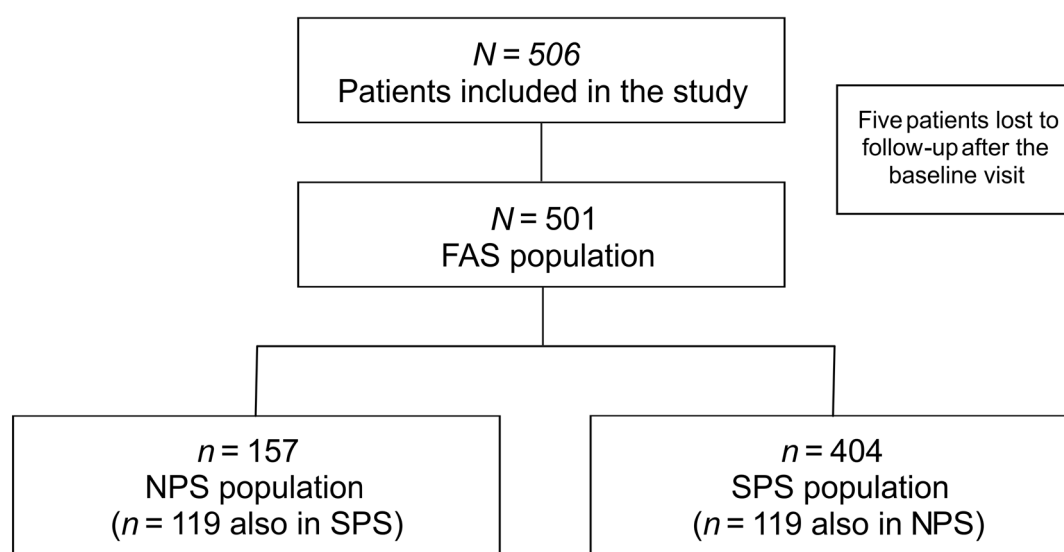 N = 506
Patients included in the study
Five patients lost to
follow-up after the
baseline visit
N = 501
FAS population
n = 157
NPS population
(n = 119 also in SPS)
n = 404
SPS population
(n = 119 also in NPS)